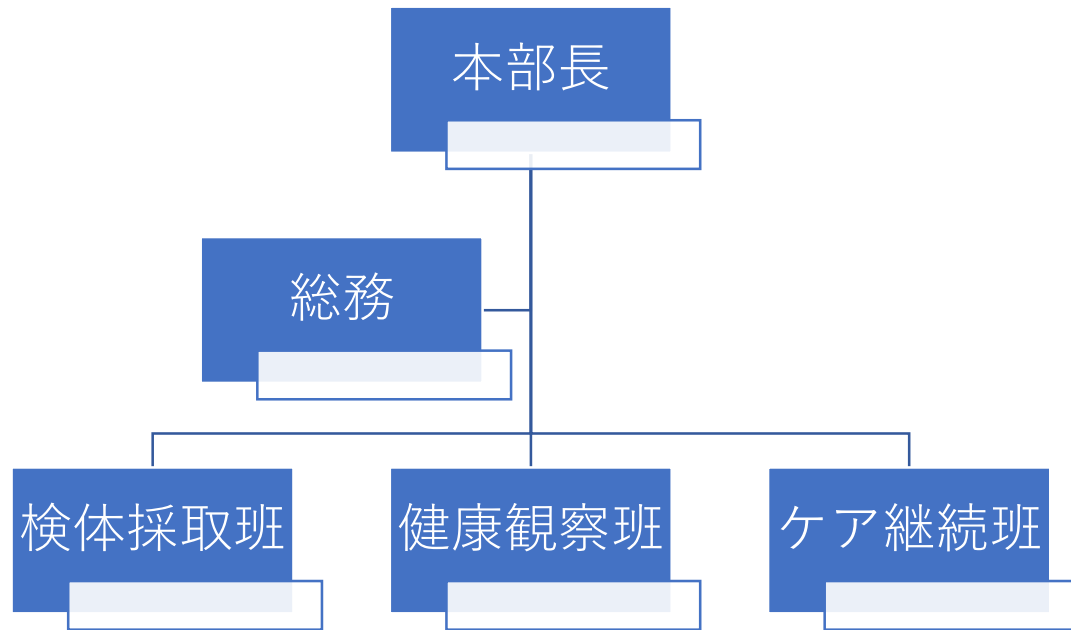 本部長
総務
検体採取班
健康観察班
ケア継続班